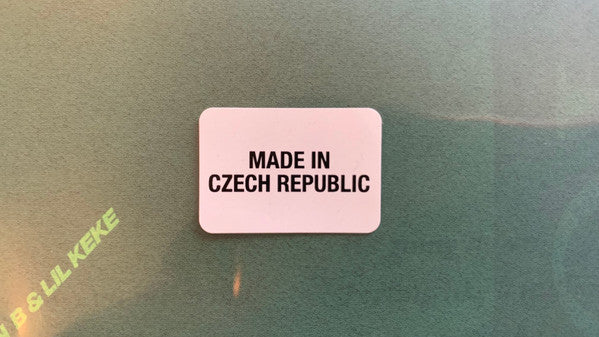 MADE IN
CZECH REPUBLIC
B & LIL KEKE